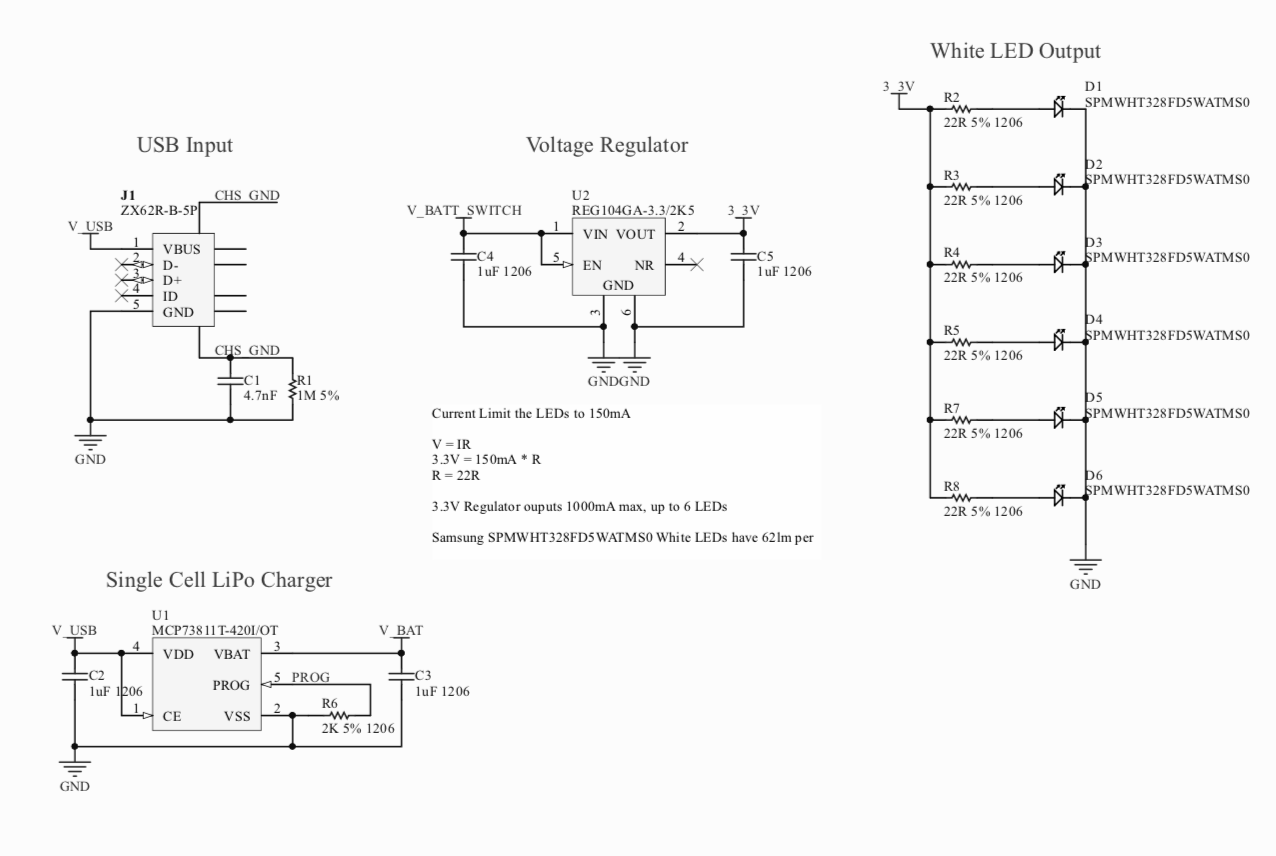 White LED Output
3_3V
R2
22R 5% 1206
D1
SPMWHT328FD5WATMS0
R3
22R 5% 1206
D2
SPMWHT328FD5WATMS0
R4
22R 5% 1206
D3
SPMWHT328FD5WATMS0
R5
22R 5% 1206
D4
SPMWHT328FD5WATMS0
R7
22R 5% 1206
D5
SPMWHT328FD5WATMS0
R8
22R 5% 1206
D6
SPMWHT328FD5WATMS0
GND
USB Input
J1
ZX62R-B-5P
CHS_GND
V_USB
1 VBUS
2 D-
3 D+
4 ID
5 GND
CHS_GND
C1
4.7nF
R1
1M 5%
GND
Voltage Regulator
U2
REG104GA-3.3/2K5
V_BATT_SWITCH
3_3V
1 VIN VOUT 2
5 EN NR 4
GND
3 6
C4
1uF 1206
C5
1uF 1206
GND GND
Current Limit the LEDs to 150mA
V = IR
3.3V = 150mA * R
R = 22R
3.3V Regulator ouputs 1000mA max, up to 6 LEDs
Samsung SPMWHT328FD5WATMS0 White LEDs have 62lm per
Single Cell LiPo Charger
U1
MCP73811T-420I/OT
V_USB
V_BAT
4 VDD VBAT 3
PROG 5 PROG
1 CE VSS 2
C2
1uF 1206
C3
1uF 1206
R6
2K 5% 1206
GND